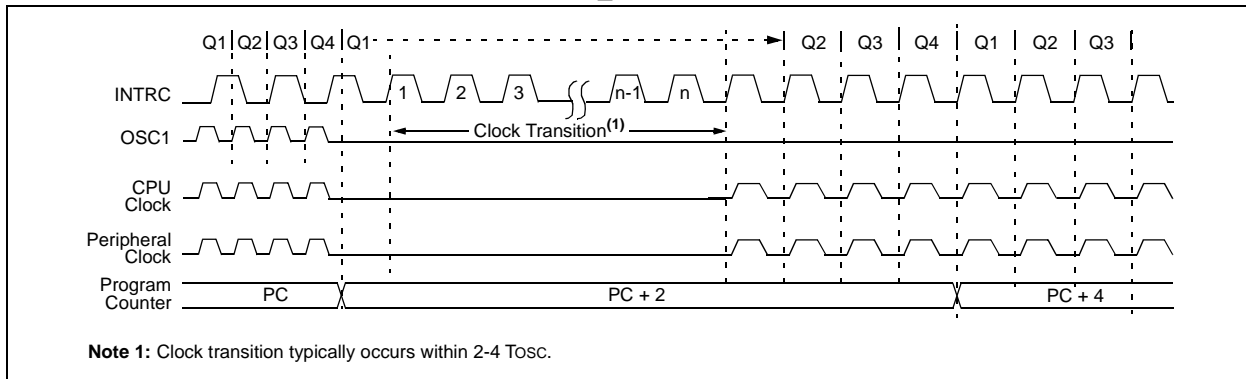 Q1 Q2 Q3 Q4 Q1 Q2 Q3 Q4 Q1 Q2 Q3
INTRC 1 2 3 n-1 n
Clock Transition(1)
OSC1
CPU
Clock
Peripheral
Clock
Program
Counter
PC PC + 2 PC + 4
Note 1: Clock transition typically occurs within 2-4 TOSC.